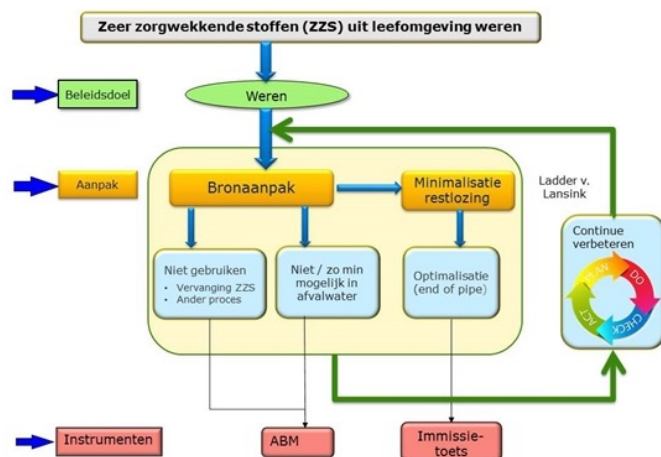 Zeer zorgwekkende stoffen (ZZS) uit leefomgeving weren
Beleidsdoel
Weren
Aanpak
Bronaanpak
Minimalisatie
restlozing
Ladder v.
Lansink
Continue
verbeteren
PLAN
DO
CHECK
ACT
Niet gebruiken
• Vervanging ZZS
• Ander proces
Niet / zo min
mogelijk in
afvalwater
Optimalisatie
(end of pipe)
Instrumenten
ABM
Immissie-
toets